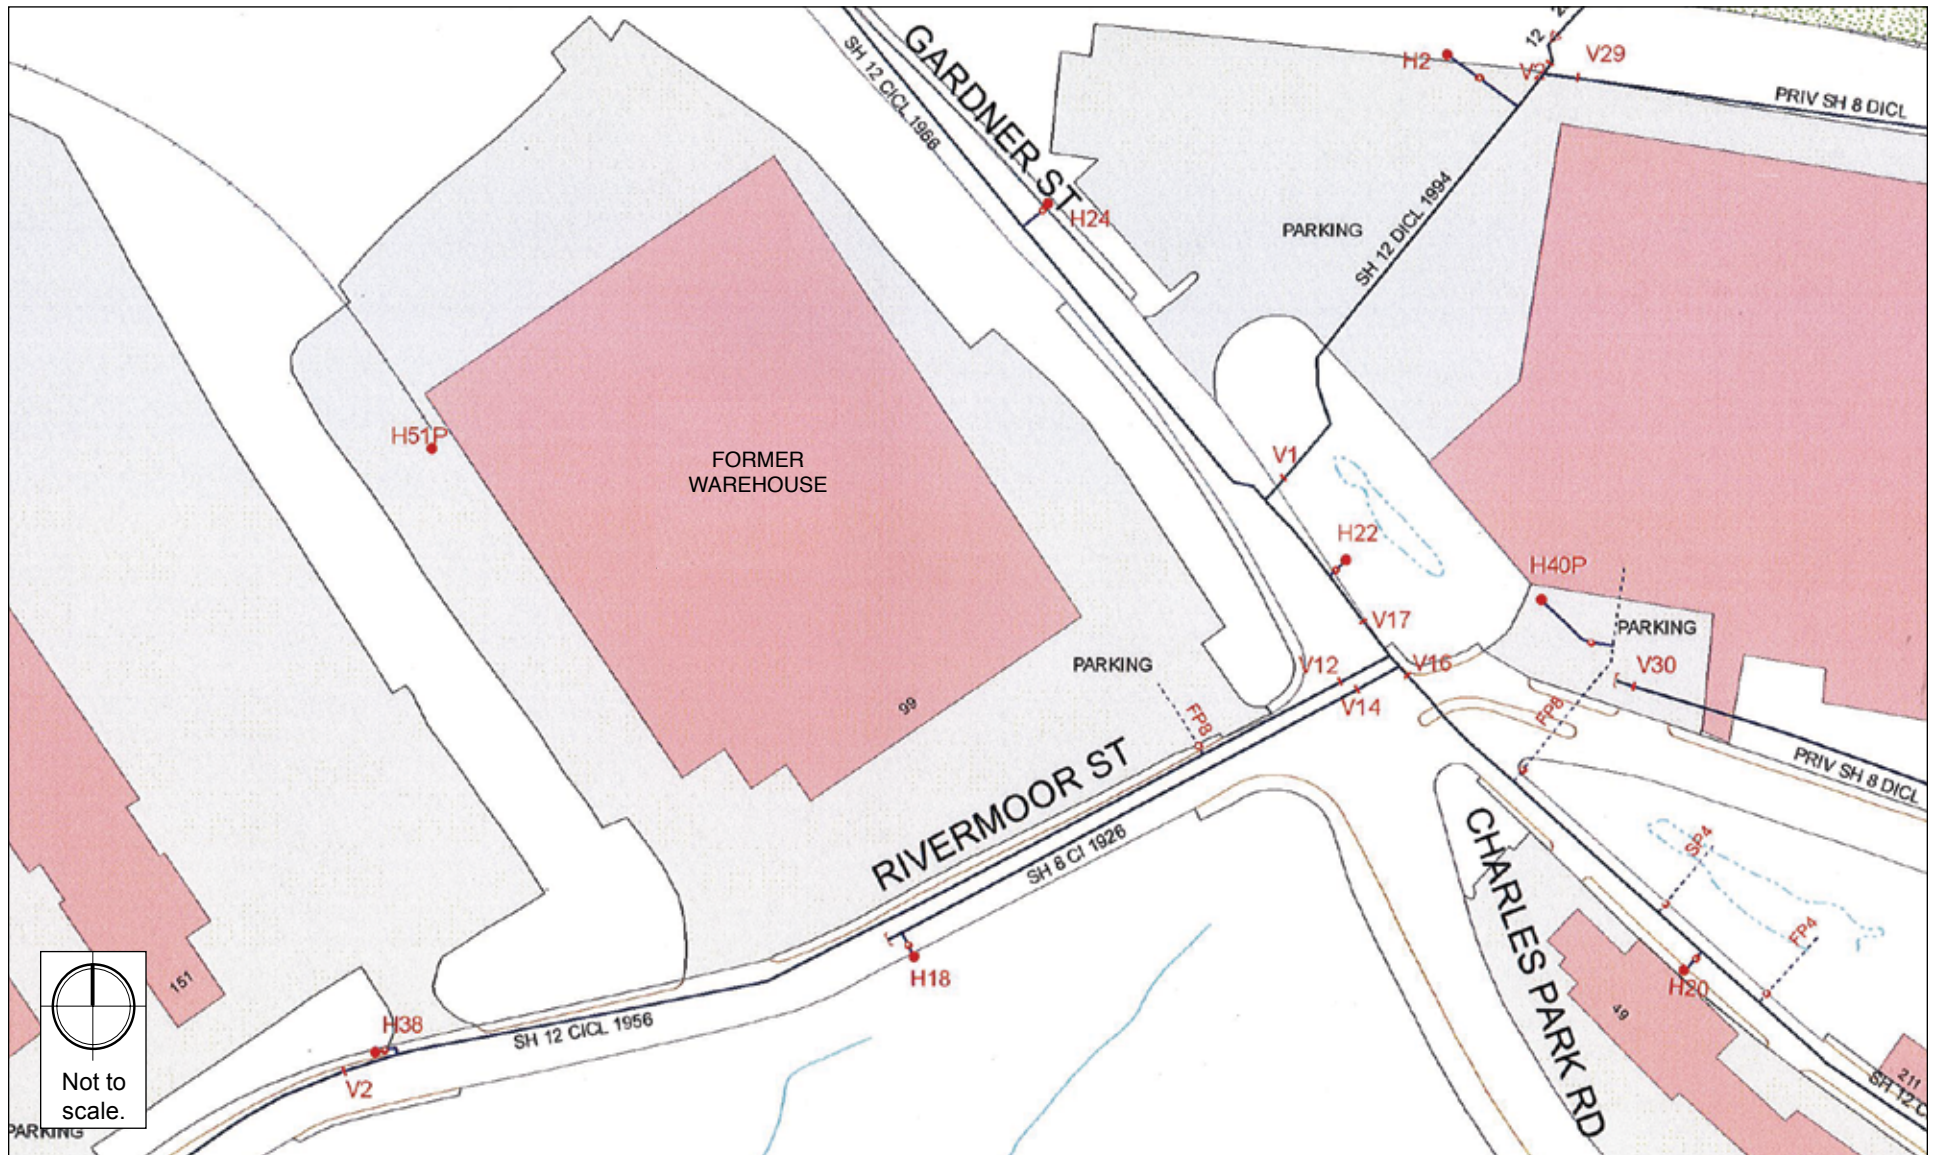 12
H2
V29
V3
PRIV SH 8 DICL
SH 12 CICL 1966
GARDNER ST
H24
PARKING
SH 12 DICL 1994
H51P
FORMER
WAREHOUSE
V1
H22
H40P
V17
PARKING
PARKING
V12
V16
V30
V14
FP8
FP8
99
RIVERMOOR ST
PRIV SH 8 DICL
SH 8 CI 1926
CHARLES PARK RD
SP4
FP4
H18
H20
151
49
H38
SH 12 CICL 1956
V2
211
SH 12 C
Not to
scale.
PARKING